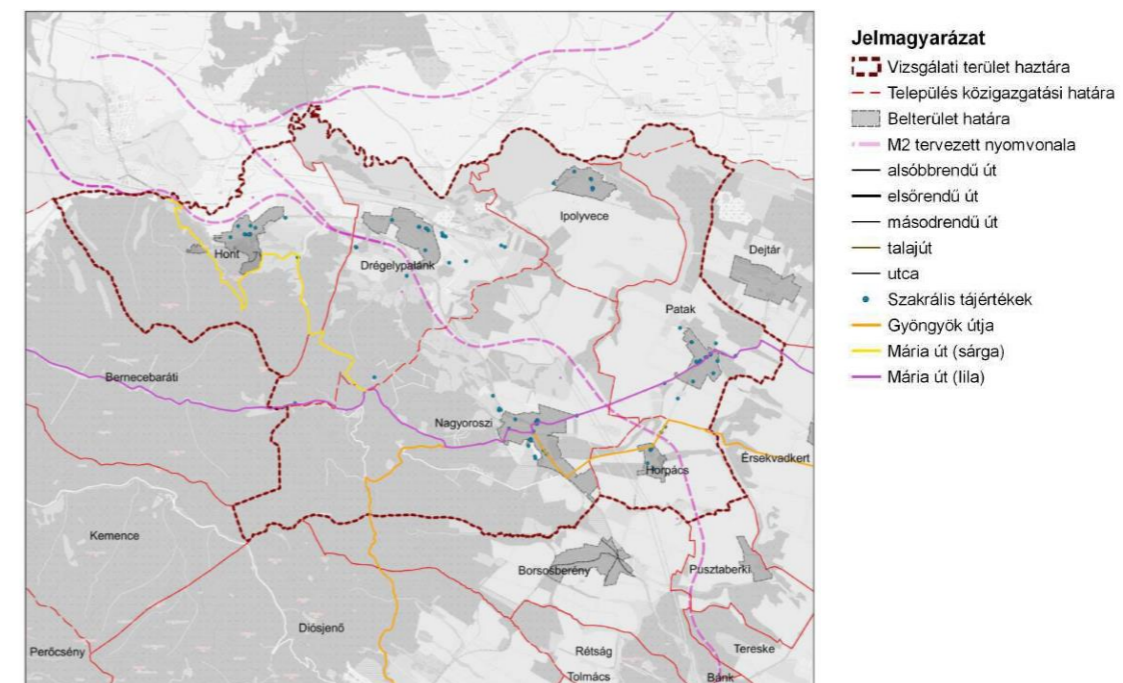 Ipolyvece
Dejtár
Hont
Drégelypalánk
Patak
Bernecebaráti
Nagyoroszi
Horpács
Érsekvadkert
Kemence
Borsosberény
Pusztaberki
Diósjenő
Perőcsény
Rétság
Tereske
Tolmács
Bánk
Jelmagyarázat
Vizsgálati terület haztára
Település közigazgatási határa
Belterület határa
M2 tervezett nyomvonala
alsóbbrendű út
elsőrendű út
másodrendű út
talajút
utca
Szakrális tájértékek
Gyöngyök útja
Mária út (sárga)
Mária út (lila)